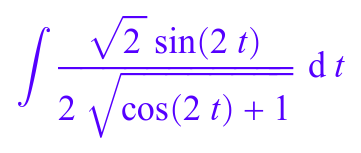 ∫ √2 sin(2 t) / (2 √(cos(2 t) + 1)) d t